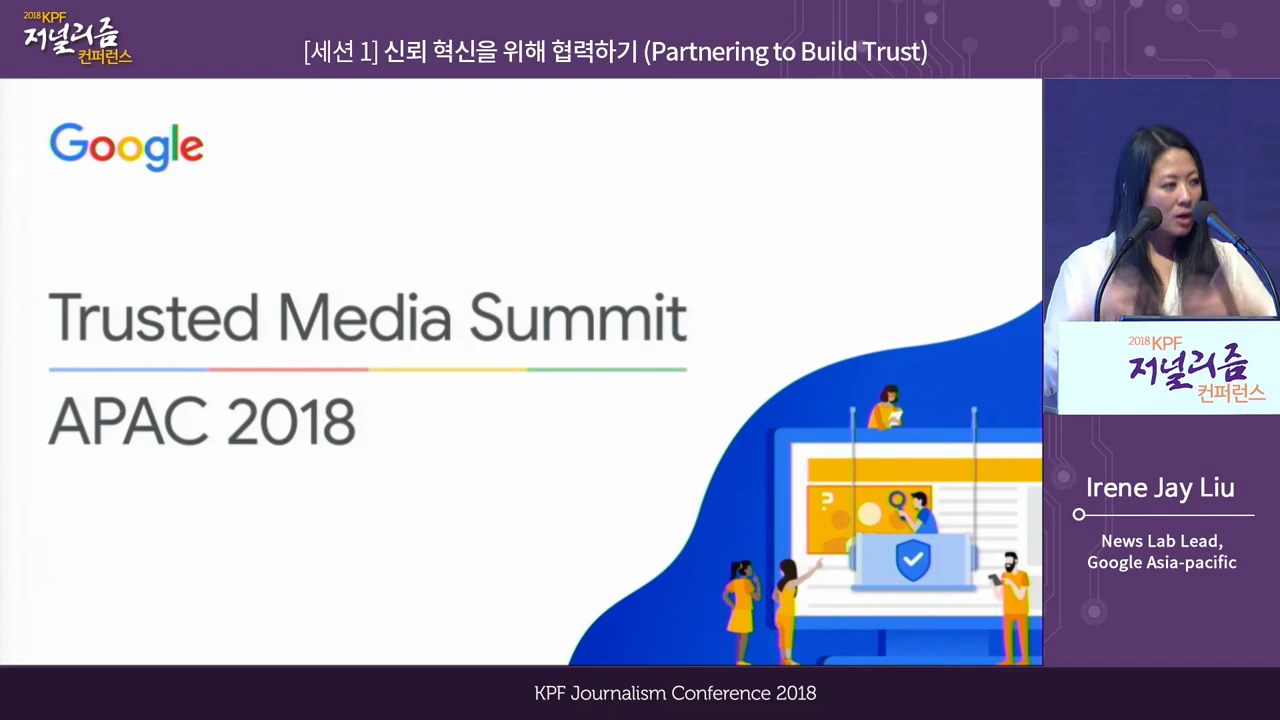 2018 KPF
저널리즘
컨퍼런스
[세션 1] 신뢰 혁신을 위해 협력하기 (Partnering to Build Trust)
Google
Trusted Media Summit
APAC 2018
?
2018 KPF
저널리즘
컨퍼런스
Irene Jay Liu
News Lab Lead,
Google Asia-pacific
KPF Journalism Conference 2018